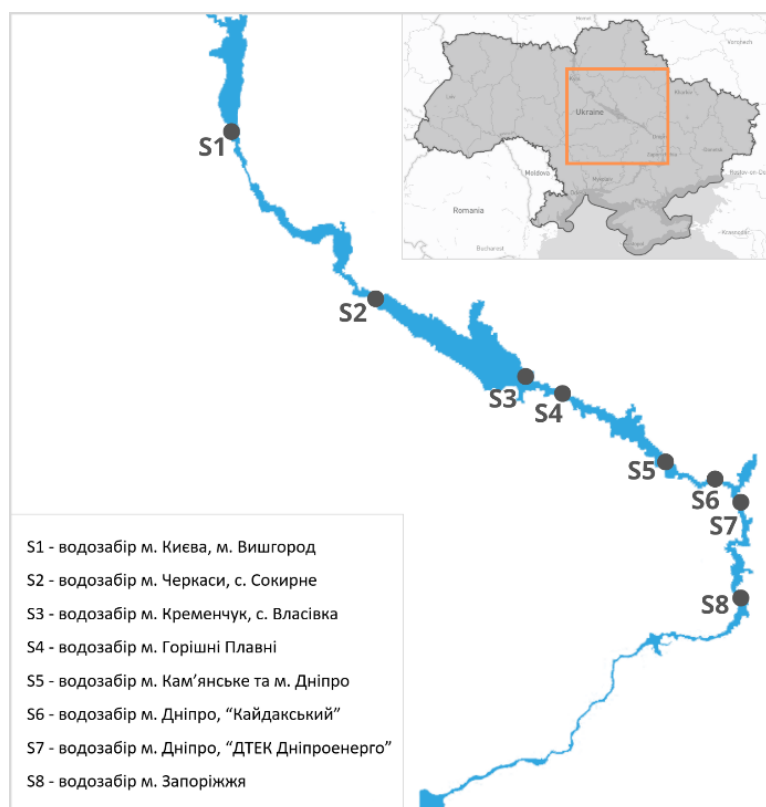 Ukraine
Moldova
Romania
Bucharest
S1
S2
S3
S4
S5
S6
S7
S8
S1 - водозабір м. Києва, м. Вишгород
S2 - водозабір м. Черкаси, с. Сокирне
S3 - водозабір м. Кременчук, с. Власівка
S4 - водозабір м. Горішні Плавні
S5 - водозабір м. Кам’янське та м. Дніпро
S6 - водозабір м. Дніпро, “Кайдакський”
S7 - водозабір м. Дніпро, “ДТЕК Дніпроенерго”
S8 - водозабір м. Запоріжжя